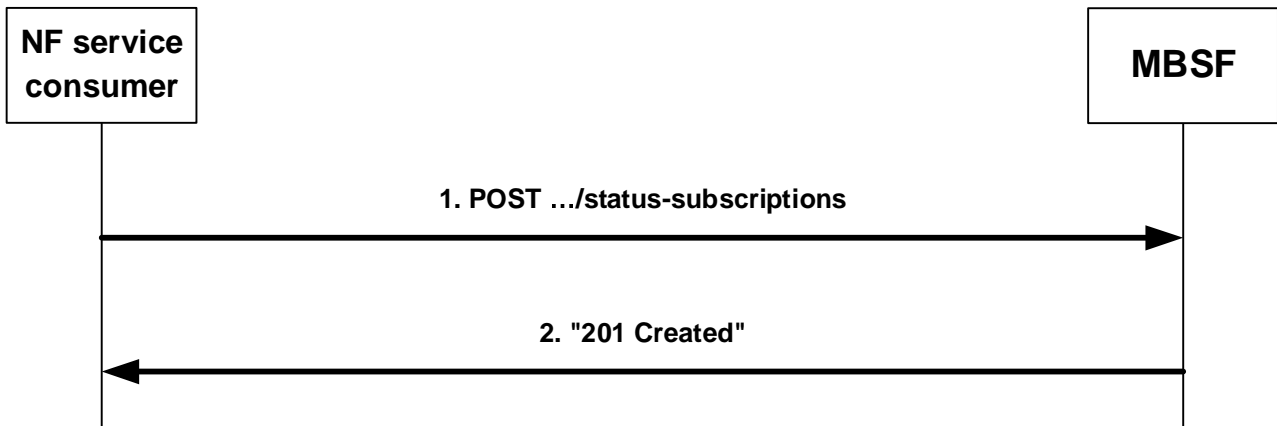 NF service
consumer
MBSF
1. POST …/status-subscriptions
2. "201 Created"